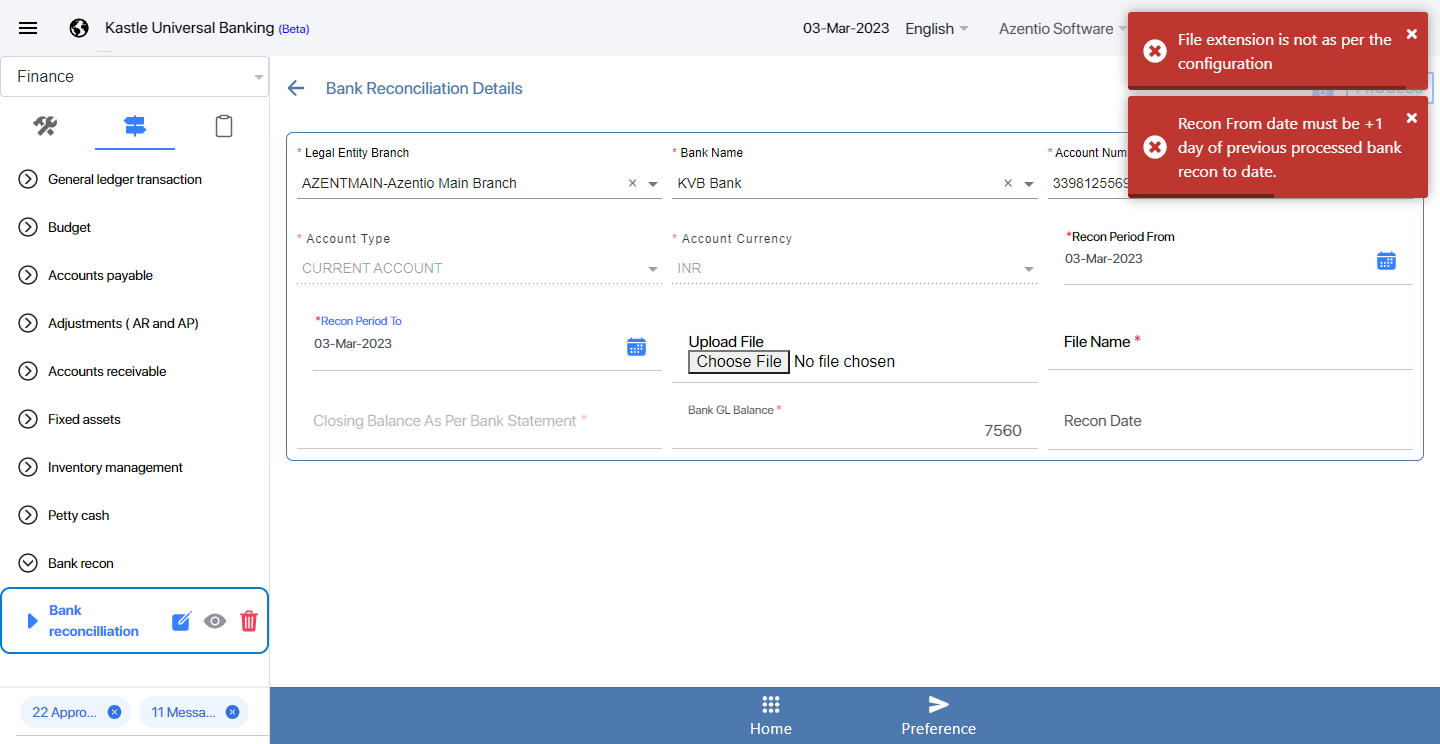 Kastle Universal Banking (Beta)
03-Mar-2023
English
Azentio Software
File extension is not as per the
configuration
Recon From date must be +1
day of previous processed bank
recon to date.
Finance
Bank Reconciliation Details
General ledger transaction
Budget
Accounts payable
Adjustments ( AR and AP)
Accounts receivable
Fixed assets
Inventory management
Petty cash
Bank recon
Bank
reconcilliation
22 Appro...
11 Messa...
* Legal Entity Branch
AZENTMAIN-Azentio Main Branch
* Bank Name
KVB Bank
* Account Num
3398125569
* Account Type
CURRENT ACCOUNT
* Account Currency
INR
*Recon Period From
03-Mar-2023
*Recon Period To
03-Mar-2023
Upload File
Choose File No file chosen
File Name *
Closing Balance As Per Bank Statement *
Bank GL Balance *
7560
Recon Date
Home
Preference